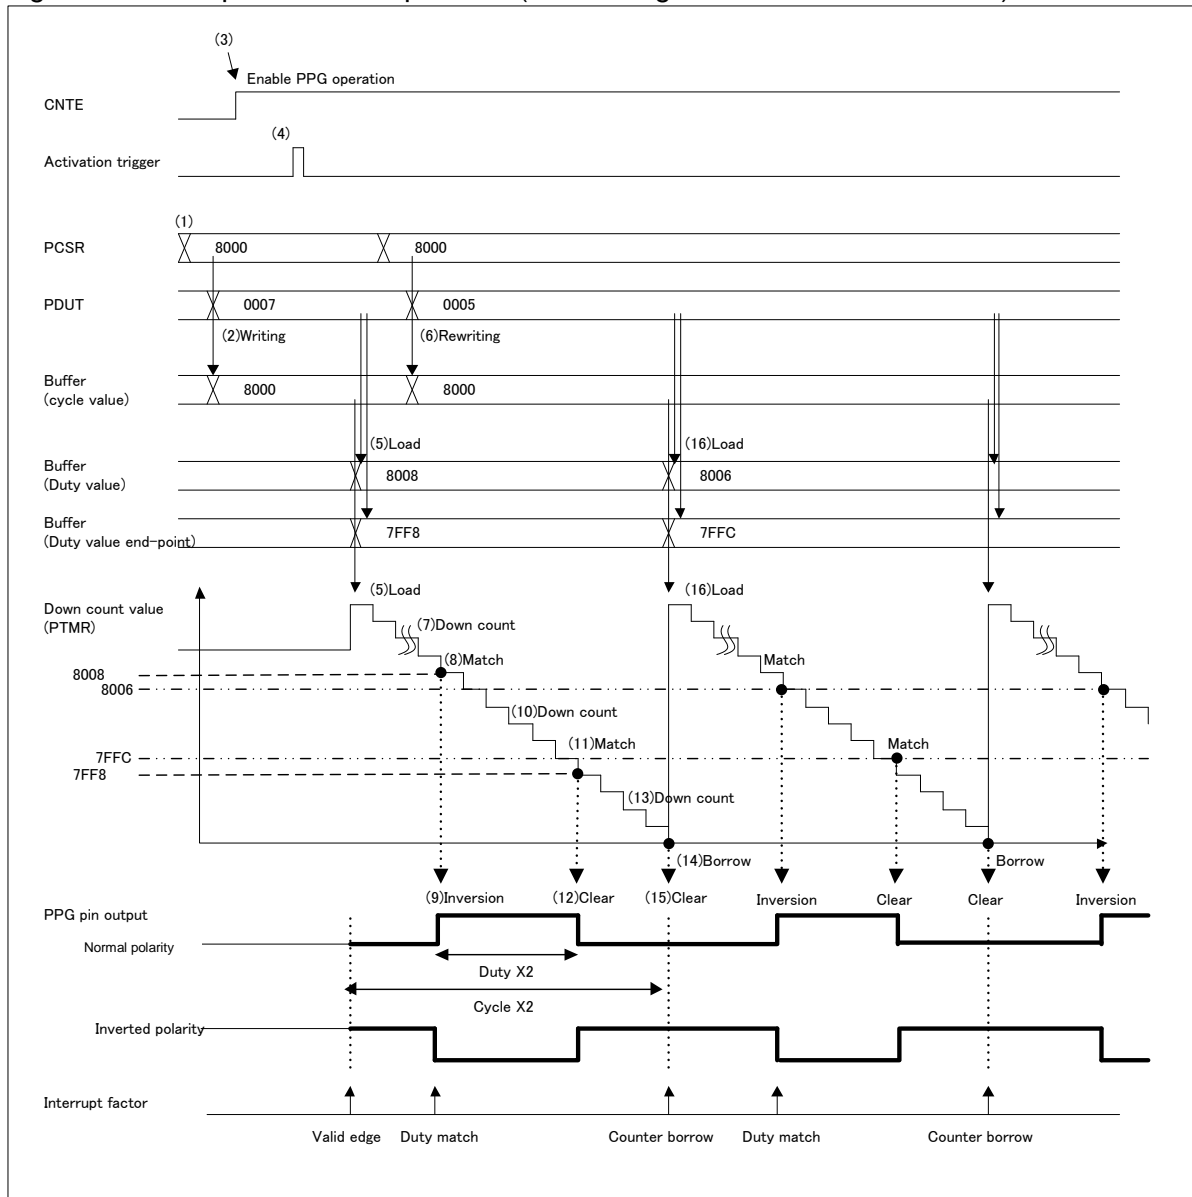 (3)
Enable PPG operation
CNTE
(4)
Activation trigger
(1)
PCSR 8000 8000
PDUT 0007 0005
(2)Writing (6)Rewriting
Buffer
(cycle value) 8000 8000
(5)Load (16)Load
Buffer
(Duty value) 8008 8006
Buffer
(Duty value end-point) 7FF8 7FFC
(5)Load (16)Load
Down count value
(PTMR)
(7)Down count
(8)Match Match
8008
8006
(10)Down count
(11)Match Match
7FFC
7FF8
(13)Down count
(14)Borrow Borrow
(9)Inversion (12)Clear (15)Clear Inversion Clear Clear Inversion
PPG pin output
Normal polarity
Duty X2
Cycle X2
Inverted polarity
Interrupt factor
Valid edge Duty match Counter borrow Duty match Counter borrow